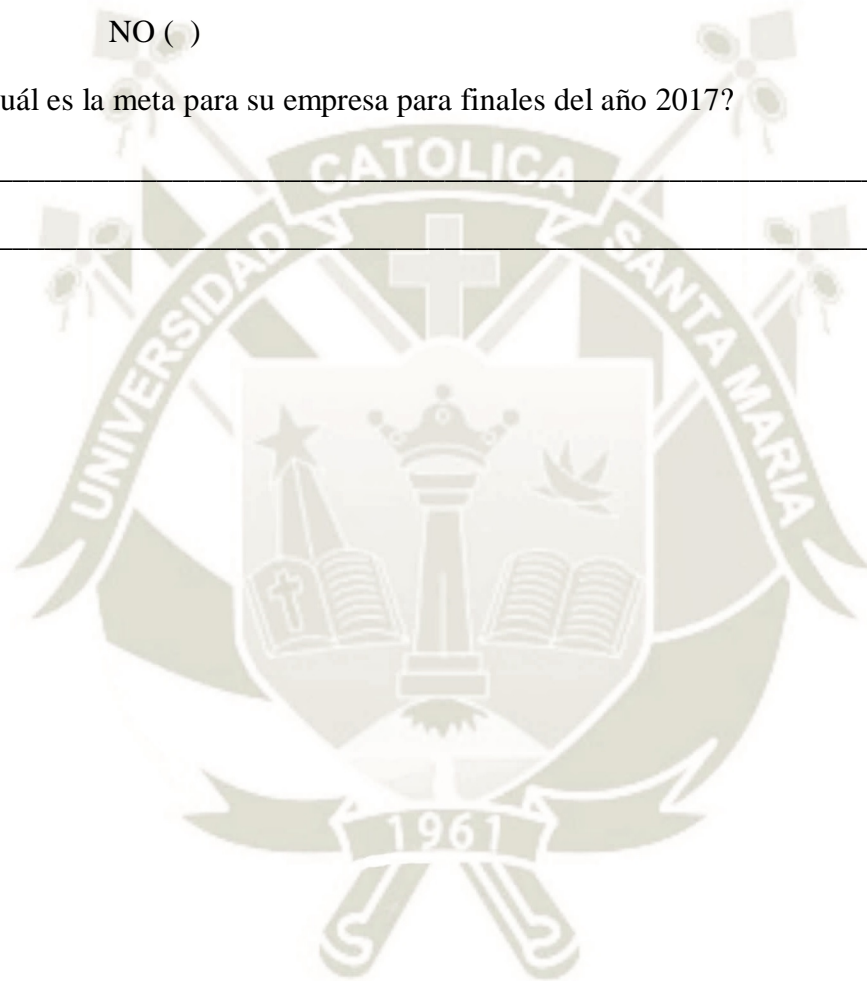 NO ( )
uál es la meta para su empresa para finales del año 2017?
UNIVERSIDAD CATOLICA SANTA MARIA
1961